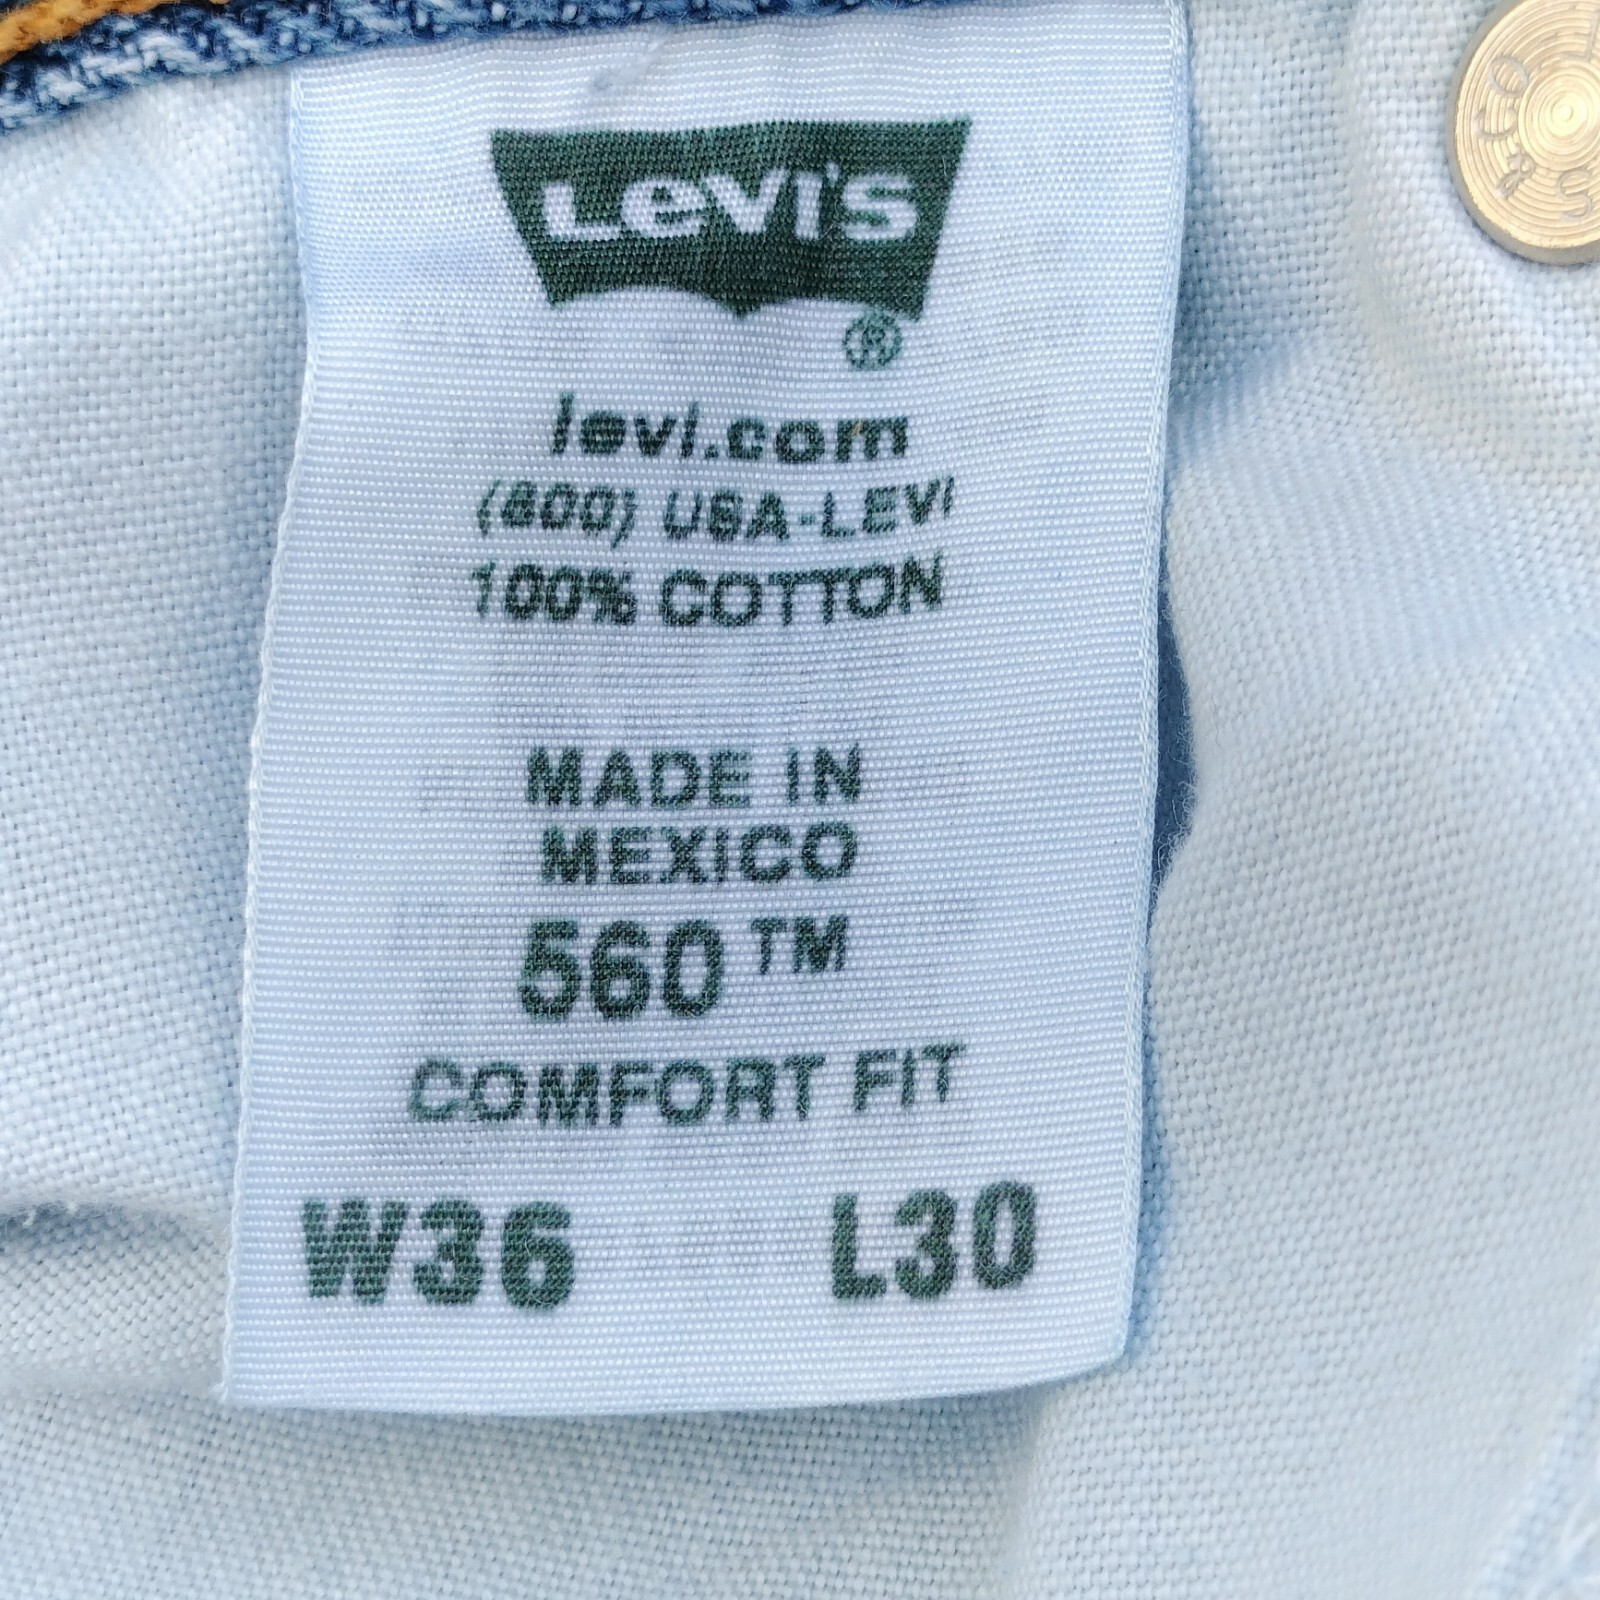 Levi's
®
levi.com
(800) USA-LEVI
100% COTTON
MADE IN
MEXICO
560™
COMFORT FIT
W36 L30